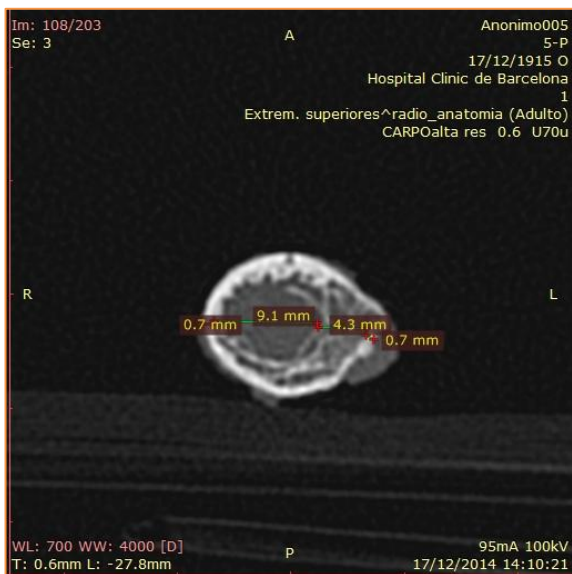 Im: 108/203
Se: 3
A
Anonimo005
5-P
17/12/1915 O
Hospital Clinic de Barcelona
1
Extrem. superiores^radio_anatomia (Adulto)
CARPOalta res 0.6 U70u
R
L
0.7 mm
9.1 mm
4.3 mm
0.7 mm
WL: 700 WW: 4000 [D]
T: 0.6mm L: -27.8mm
P
95mA 100kV
17/12/2014 14:10:21